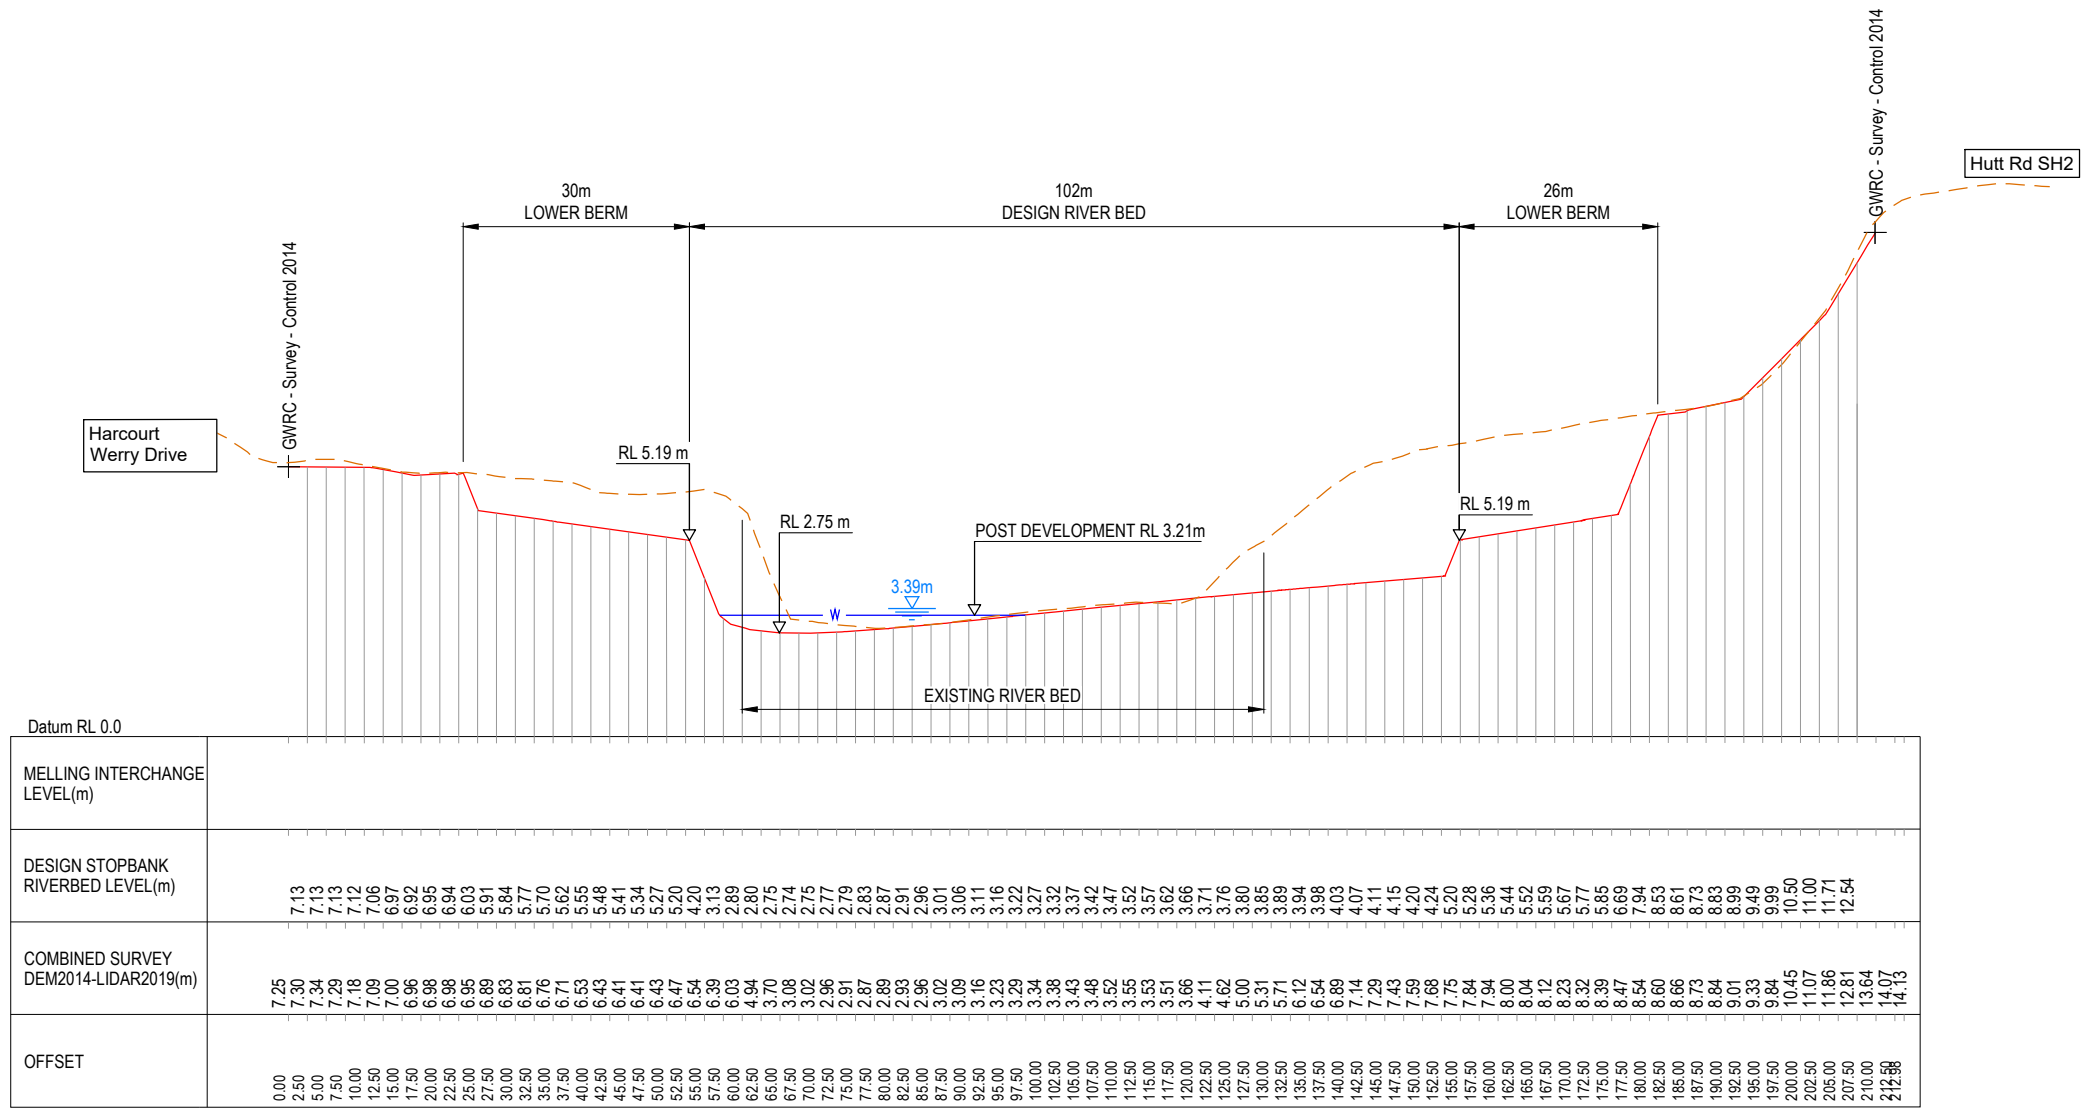 GWRC - Survey - Control 2014
Hutt Rd SH2
30m
LOWER BERM
102m
DESIGN RIVER BED
26m
LOWER BERM
GWRC - Survey - Control 2014
Harcourt
Werry Drive
RL 5.19 m
RL 2.75 m
POST DEVELOPMENT RL 3.21m
RL 5.19 m
3.39m
W
EXISTING RIVER BED
Datum RL 0.0
MELLING INTERCHANGE
LEVEL(m)
DESIGN STOPBANK
RIVERBED LEVEL(m)
7.13 7.13 7.13 7.12 7.06 6.97 6.92 6.95 6.94 6.03 5.91 5.84 5.77 5.70 5.62 5.55 5.48 5.41 5.34 5.27 5.20 4.20 3.13 2.89 2.80 2.75 2.74 2.75 2.77 2.79 2.83 2.87 2.91 2.96 3.01 3.06 3.11 3.16 3.22 3.27 3.32 3.37 3.42 3.47 3.52 3.57 3.62 3.66 3.71 3.76 3.80 3.85 3.89 3.94 3.98 4.03 4.07 4.11 4.15 4.20 4.24 5.20 5.28 5.36 5.44 5.52 5.59 5.67 5.77 5.85 6.69 7.94 8.53 8.61 8.73 8.83 8.99 9.49 9.99 10.50 11.00 11.71 12.54
COMBINED SURVEY
DEM2014-LIDAR2019(m)
7.25 7.30 7.34 7.29 7.18 7.09 7.00 6.96 6.98 6.98 6.95 6.89 6.83 6.81 6.76 6.71 6.53 6.43 6.41 6.41 6.43 6.47 6.54 6.39 6.03 4.94 3.70 3.08 3.02 2.96 2.91 2.87 2.89 2.93 2.96 3.02 3.09 3.16 3.23 3.29 3.34 3.38 3.43 3.48 3.52 3.55 3.53 3.51 3.66 4.11 4.62 5.00 5.31 5.71 6.12 6.54 6.89 7.14 7.29 7.43 7.59 7.68 7.75 7.84 7.94 8.00 8.04 8.12 8.23 8.32 8.39 8.47 8.54 8.60 8.66 8.73 8.84 9.01 9.33 9.84 10.45 11.07 11.86 12.81 13.64 14.07 14.13
OFFSET
0.00 2.50 5.00 7.50 10.00 12.50 15.00 17.50 20.00 22.50 25.00 27.50 30.00 32.50 35.00 37.50 40.00 42.50 45.00 47.50 50.00 52.50 55.00 57.50 60.00 62.50 65.00 67.50 70.00 72.50 75.00 77.50 80.00 82.50 85.00 87.50 90.00 92.50 95.00 97.50 100.00 102.50 105.00 107.50 110.00 112.50 115.00 117.50 120.00 122.50 125.00 127.50 130.00 132.50 135.00 137.50 140.00 142.50 145.00 147.50 150.00 152.50 155.00 157.50 160.00 162.50 165.00 167.50 170.00 172.50 175.00 177.50 180.00 182.50 185.00 187.50 190.00 192.50 195.00 197.50 200.00 202.50 205.00 207.50 210.00 212.50 212.98